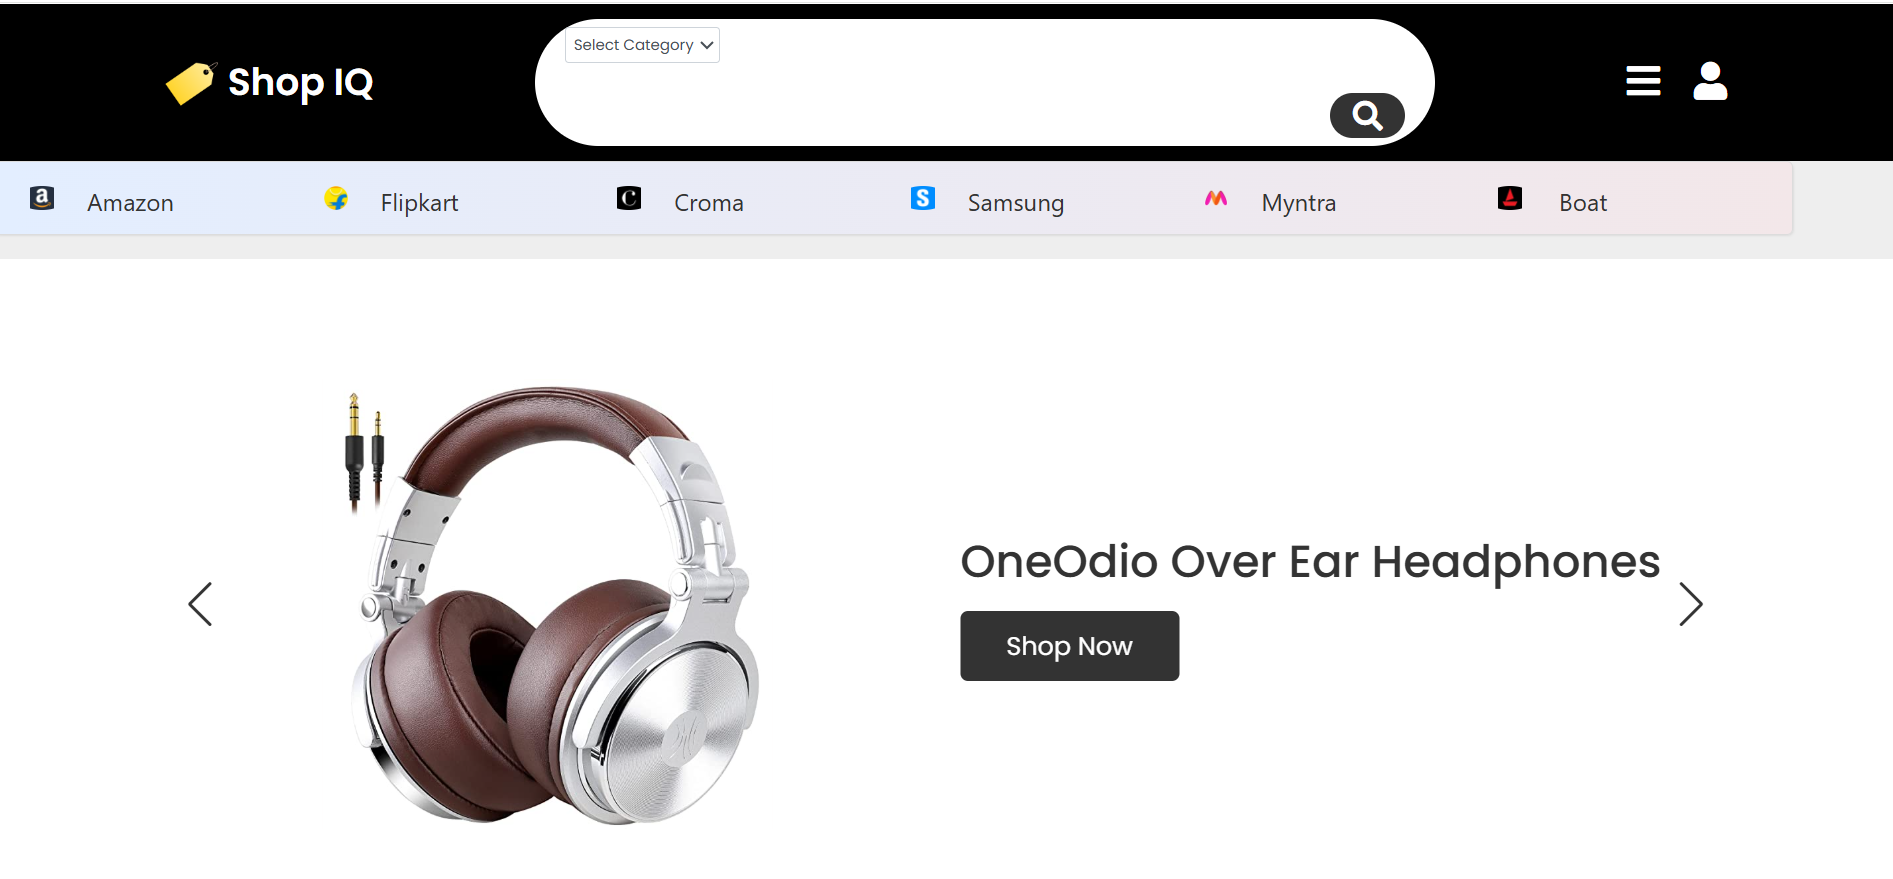 Select Category
Shop IQ
Amazon
Flipkart
Croma
Samsung
Myntra
Boat
OneOdio Over Ear Headphones
Shop Now